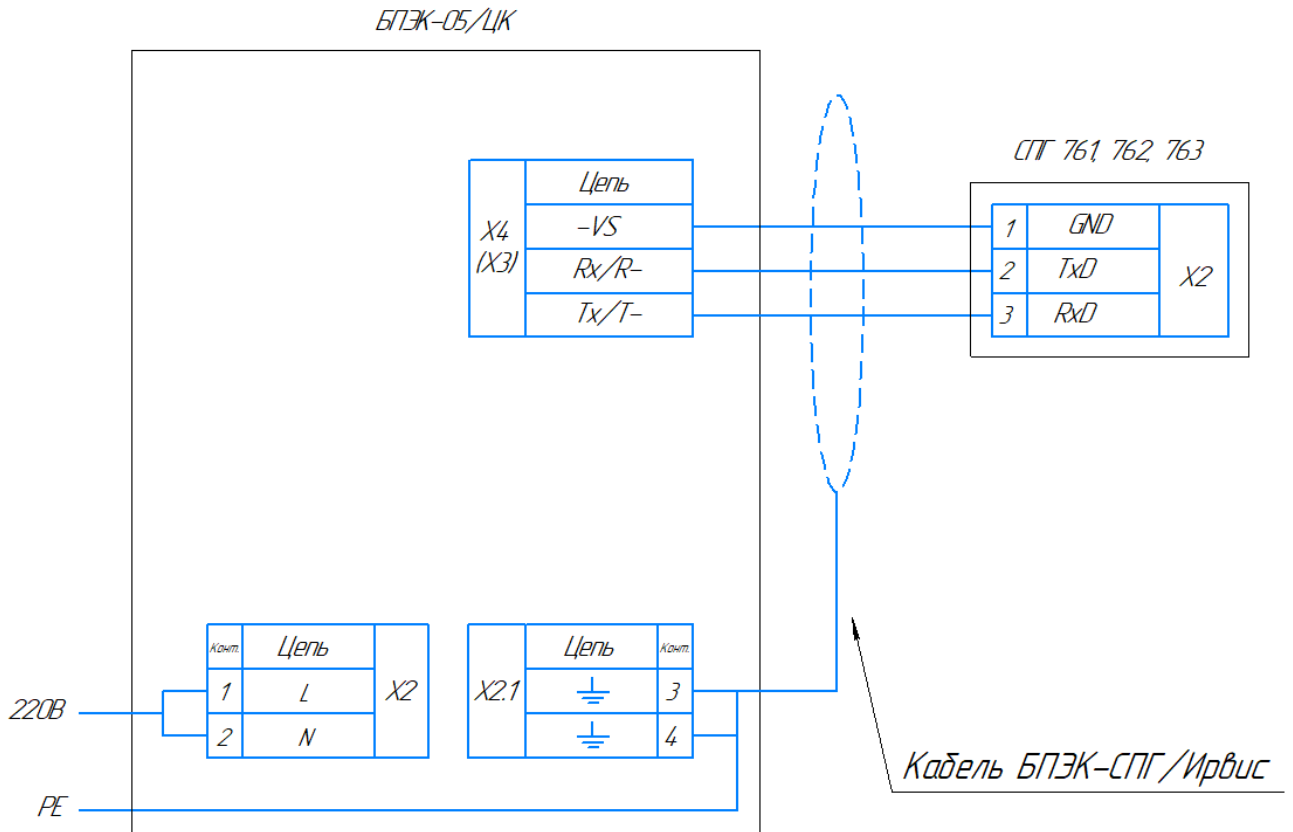 БПЭК-05/ЦК
СПГ 761, 762, 763
X4
(X3)
Цепь
-VS
Rx/R-
Tx/T-
1 GND
2 TxD
3 RxD
X2
Конт. Цепь
1 L
2 N
X2
X2.1
Цепь Конт.
3
4
220В
PE
Кабель БПЭК-СПГ/Ирвис